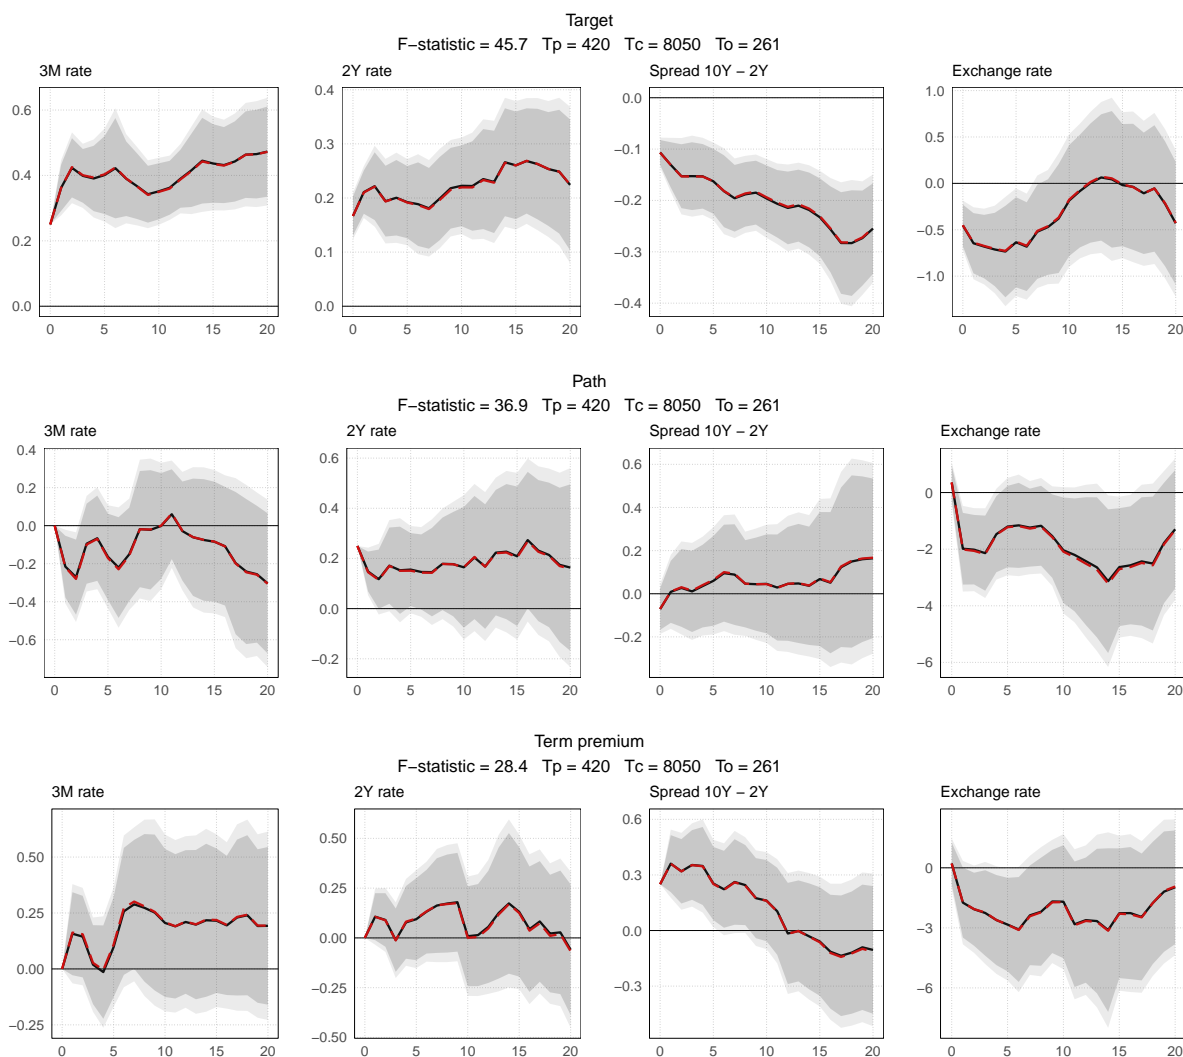 Target
F−statistic = 45.7 Tp = 420 Tc = 8050 To = 261
3M rate
2Y rate
Spread 10Y − 2Y
Exchange rate
0.6
0.4
0.2
0.0
0 5 10 15 20
0.4
0.3
0.2
0.1
0.0
0 5 10 15 20
0.0
−0.1
−0.2
−0.3
−0.4
0 5 10 15 20
1.0
0.5
0.0
−0.5
−1.0
0 5 10 15 20
Path
F−statistic = 36.9 Tp = 420 Tc = 8050 To = 261
3M rate
2Y rate
Spread 10Y − 2Y
Exchange rate
0.4
0.2
0.0
−0.2
−0.4
−0.6
0 5 10 15 20
0.6
0.4
0.2
0.0
−0.2
0 5 10 15 20
0.6
0.4
0.2
0.0
−0.2
0 5 10 15 20
0
−2
−4
−6
0 5 10 15 20
Term premium
F−statistic = 28.4 Tp = 420 Tc = 8050 To = 261
3M rate
2Y rate
Spread 10Y − 2Y
Exchange rate
0.50
0.25
0.00
−0.25
0 5 10 15 20
0.50
0.25
0.00
−0.25
−0.50
0 5 10 15 20
0.6
0.3
0.0
−0.3
0 5 10 15 20
0
−3
−6
0 5 10 15 20